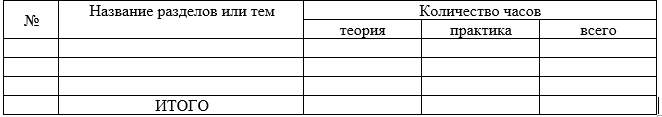 № Название разделов или тем Количество часов
теория практика всего
ИТОГО